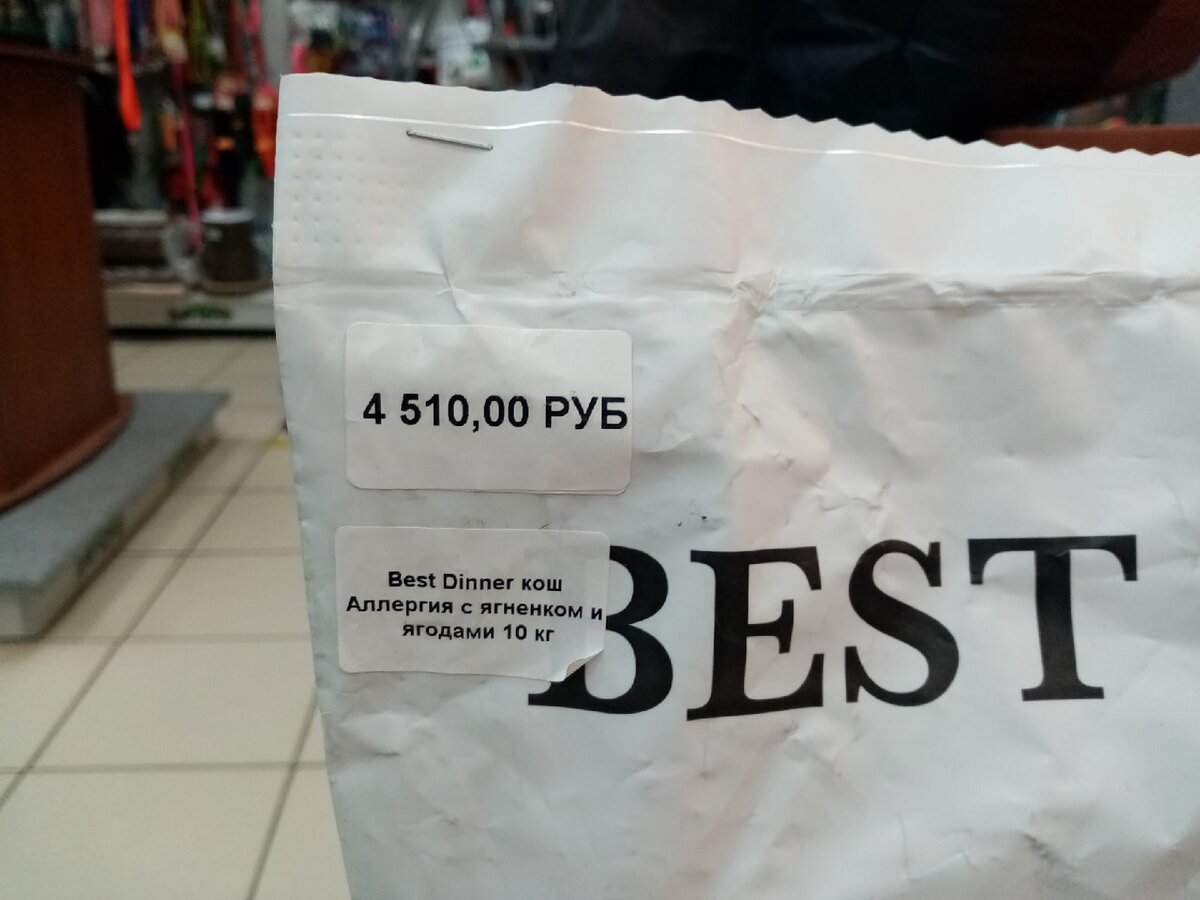 4 510,00 РУБ
Best Dinner кош
Аллергия с ягненком и
ягодами 10 кг
BEST